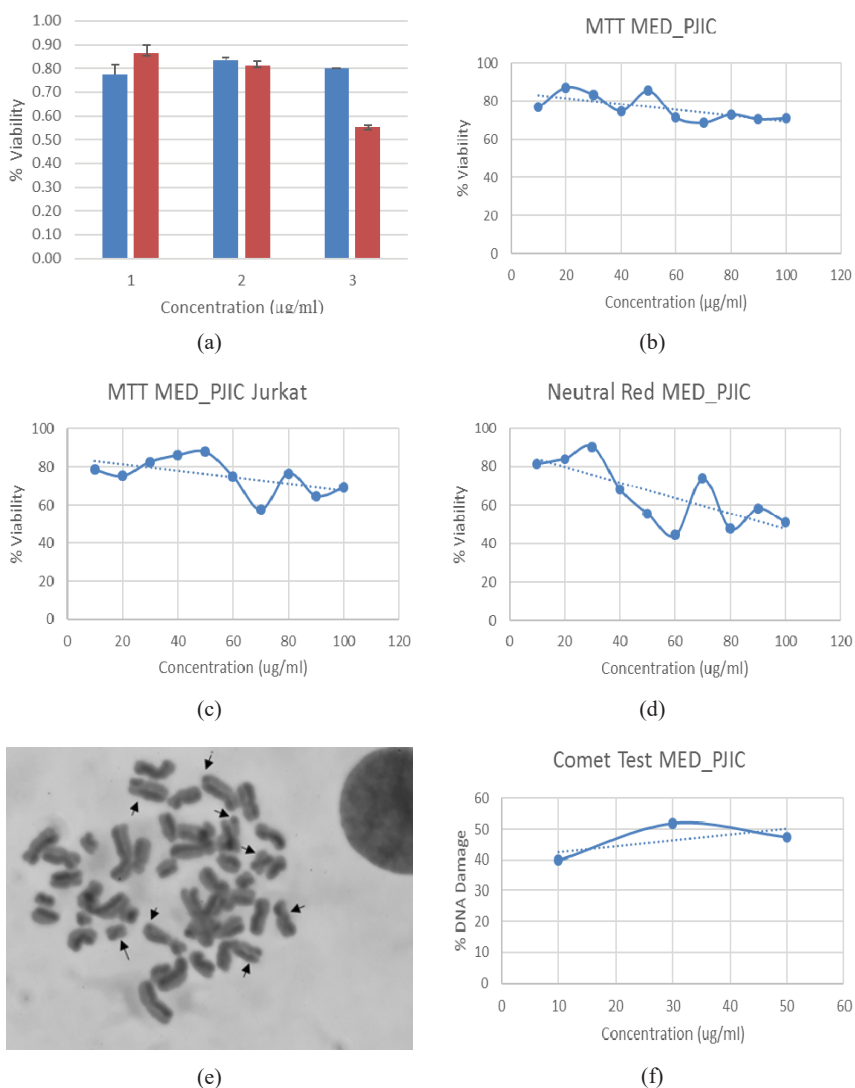 1.00
0.90
0.80
0.70
0.60
0.50
0.40
0.30
0.20
0.10
0.00
% Viability
1 2 3
Concentration (µg/ml)
(a)
MTT MED_PJIC
100
80
60
40
20
0
% Viability
0 20 40 60 80 100 120
Concentration (µg/ml)
(b)
MTT MED_PJIC Jurkat
100
80
60
40
20
0
% Viability
0 20 40 60 80 100 120
Concentration (ug/ml)
(c)
Neutral Red MED_PJIC
100
80
60
40
20
0
% Viability
0 20 40 60 80 100 120
Concentration (ug/ml)
(d)
(e)
Comet Test MED_PJIC
60
50
40
30
20
10
0
% DNA Damage
0 10 20 30 40 50 60
Concentration (ug/ml)
(f)